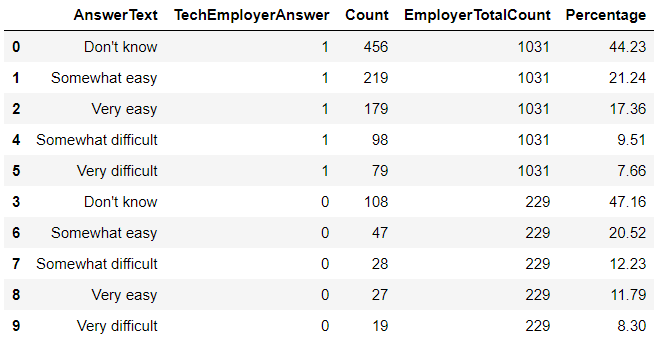 AnswerText TechEmployerAnswer Count EmployerTotalCount Percentage
0 Don't know 1 456 1031 44.23
1 Somewhat easy 1 219 1031 21.24
2 Very easy 1 179 1031 17.36
4 Somewhat difficult 1 98 1031 9.51
5 Very difficult 1 79 1031 7.66
3 Don't know 0 108 229 47.16
6 Somewhat easy 0 47 229 20.52
7 Somewhat difficult 0 28 229 12.23
8 Very easy 0 27 229 11.79
9 Very difficult 0 19 229 8.30